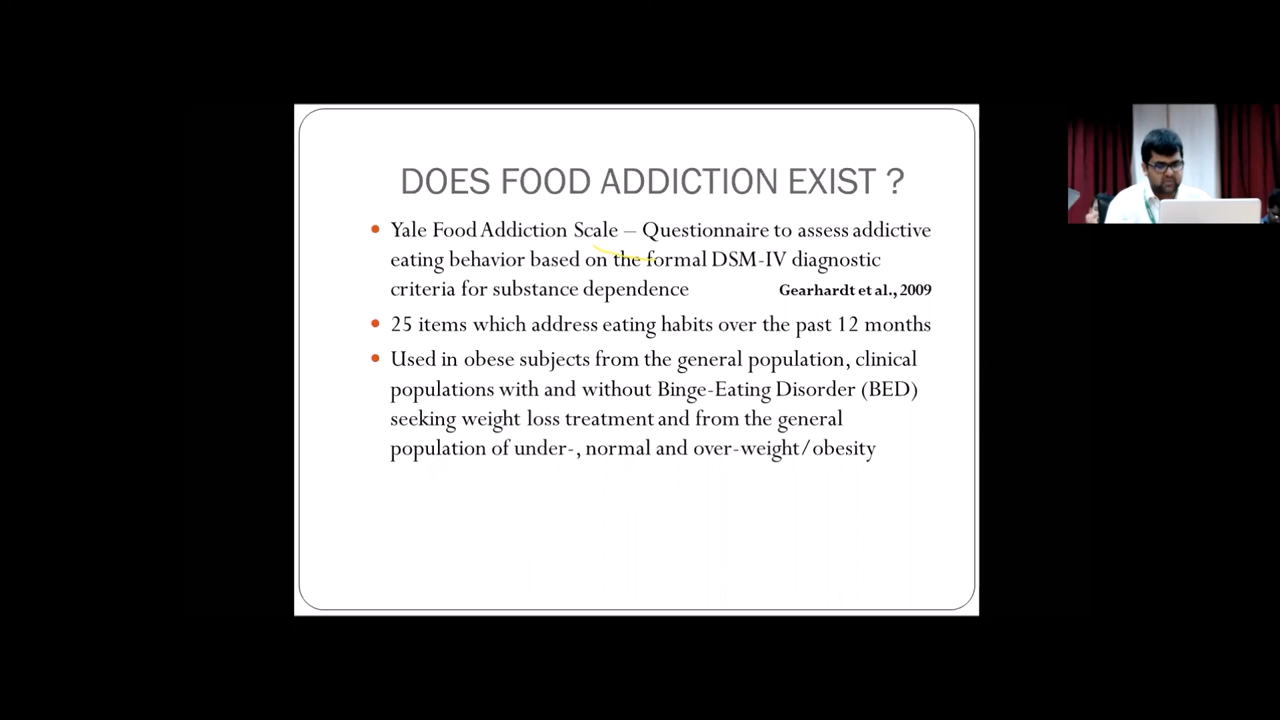 DOES FOOD ADDICTION EXIST ?
• Yale Food Addiction Scale – Questionnaire to assess addictive
eating behavior based on the formal DSM-IV diagnostic
criteria for substance dependence Gearhardt et al., 2009
• 25 items which address eating habits over the past 12 months
• Used in obese subjects from the general population, clinical
populations with and without Binge-Eating Disorder (BED)
seeking weight loss treatment and from the general
population of under-, normal and over-weight/obesity